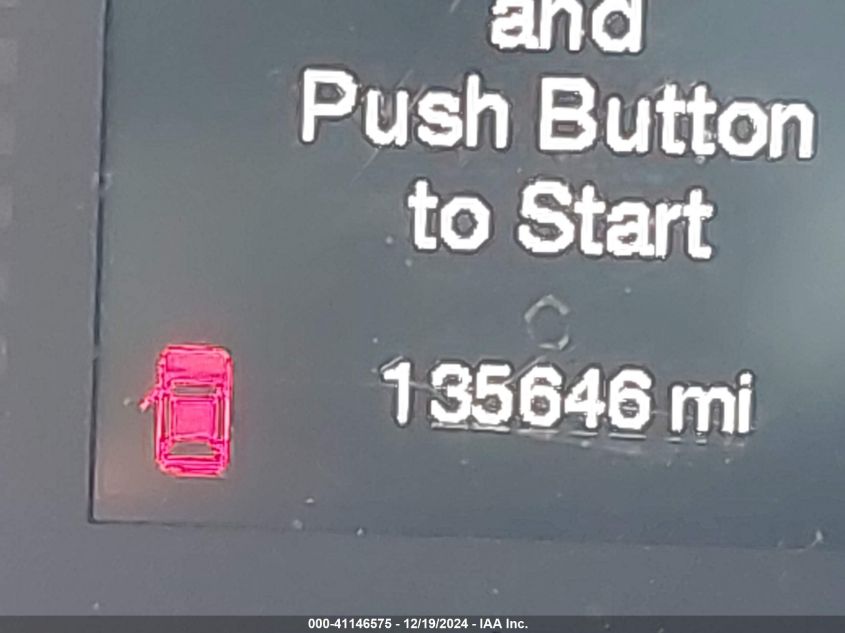 and
Push Button
to Start
135646 mi
000-41146575 - 12/19/2024 - IAA Inc.